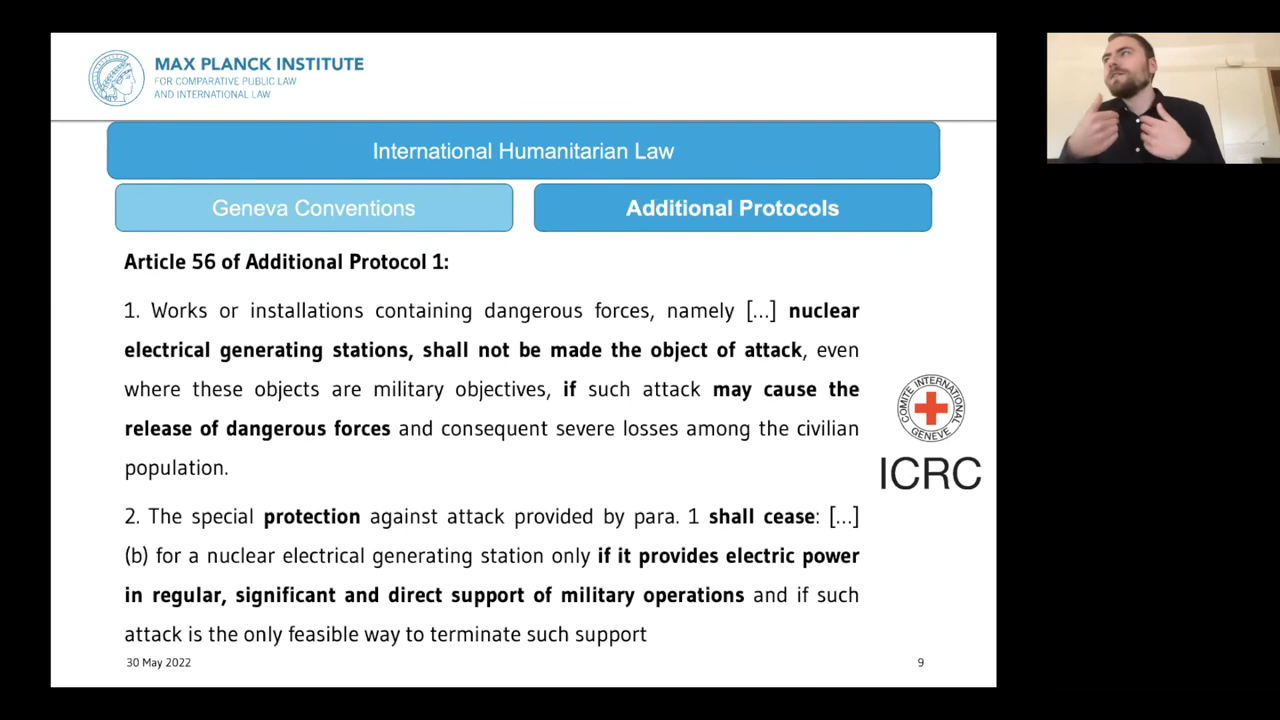 MAX PLANCK INSTITUTE
FOR COMPARATIVE PUBLIC LAW
AND INTERNATIONAL LAW
International Humanitarian Law
Geneva Conventions
Additional Protocols
Article 56 of Additional Protocol 1:
1. Works or installations containing dangerous forces, namely [...] nuclear
electrical generating stations, shall not be made the object of attack, even
where these objects are military objectives, if such attack may cause the
release of dangerous forces and consequent severe losses among the civilian
population.
COMITE INTERNATIONAL
GENEVE
ICRC
2. The special protection against attack provided by para. 1 shall cease: [...]
(b) for a nuclear electrical generating station only if it provides electric power
in regular, significant and direct support of military operations and if such
attack is the only feasible way to terminate such support
30 May 2022
9